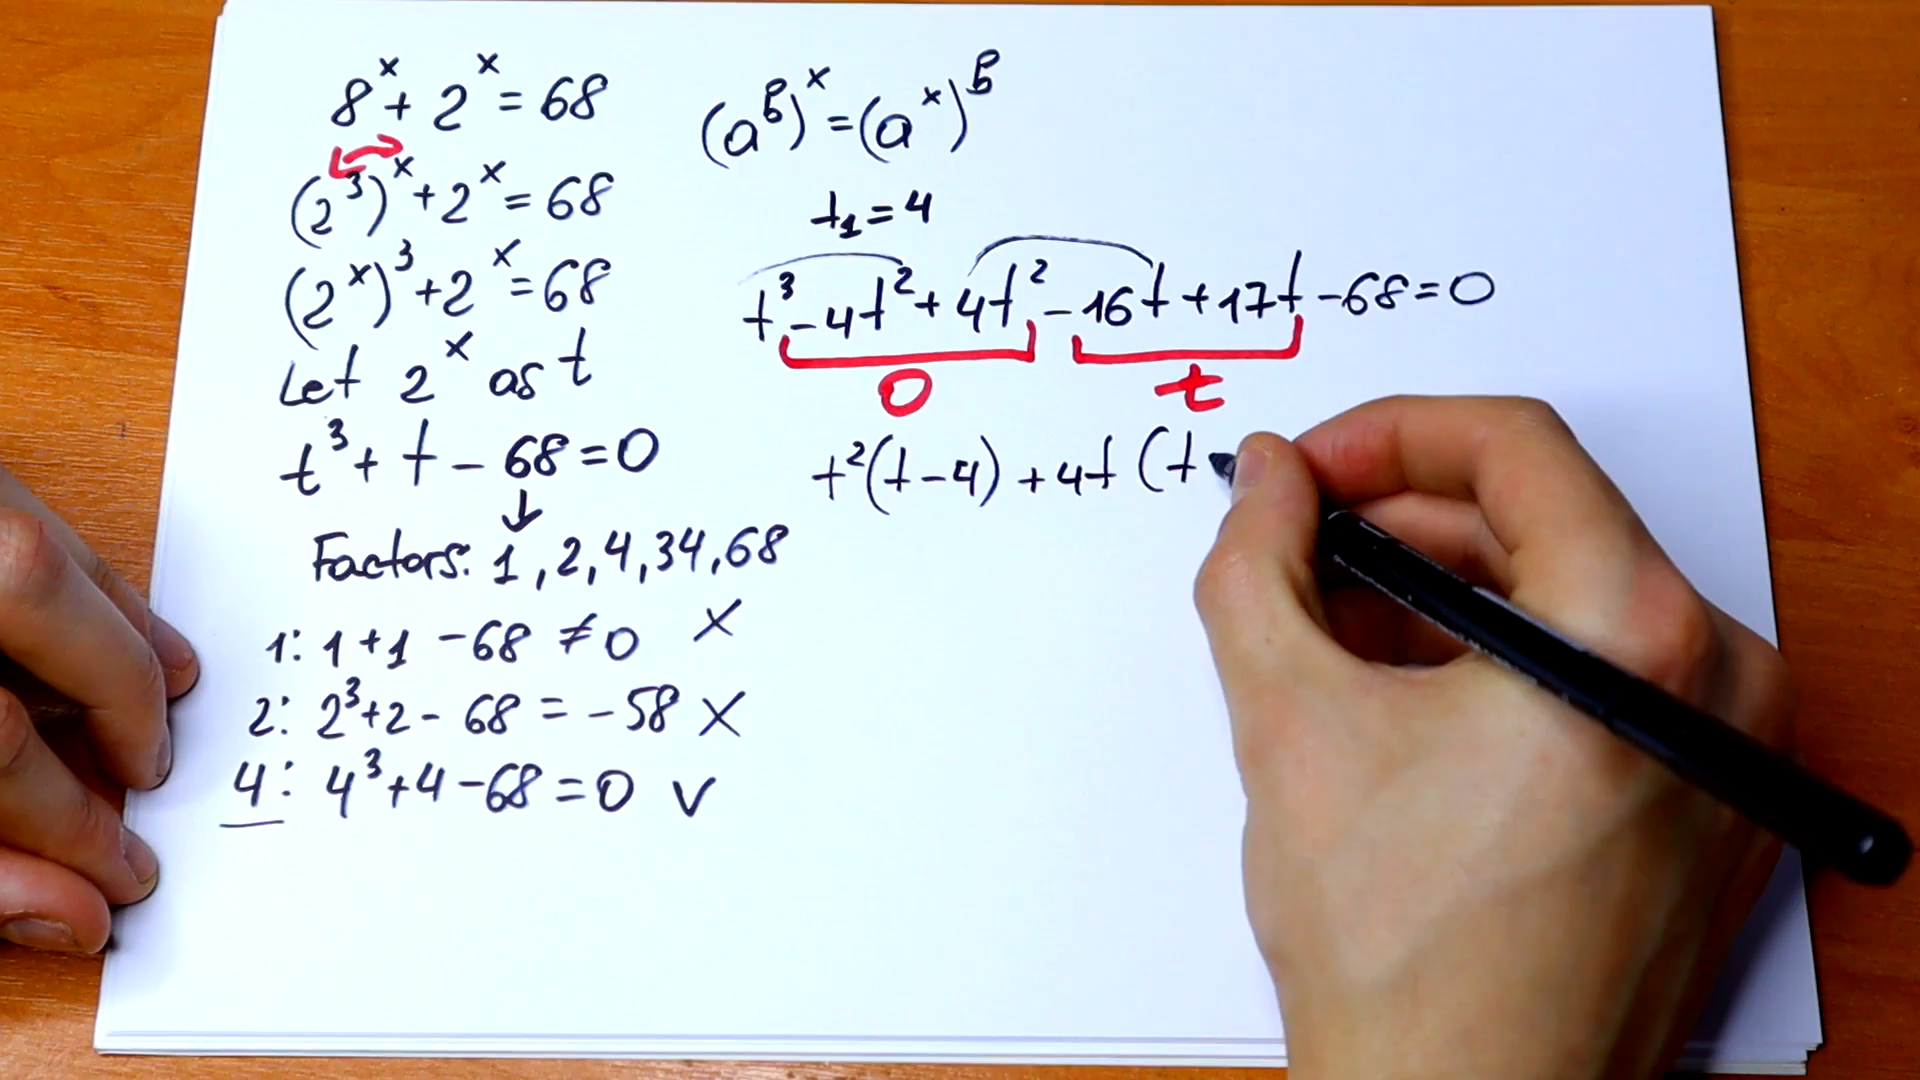 8^x + 2^x = 68
(2^3)^x + 2^x = 68
(2^x)^3 + 2^x = 68
Let 2^x as t
t^3 + t - 68 = 0
↓
Factors: 1, 2, 4, 34, 68
1: 1 + 1 - 68 ≠ 0 X
2: 2^3 + 2 - 68 = -58 X
4: 4^3 + 4 - 68 = 0 v
(a^b)^x = (a^x)^b
t_1 = 4
t^3 - 4t^2 + 4t^2 - 16t + 17t - 68 = 0
0 t
t^2(t - 4) + 4t (t